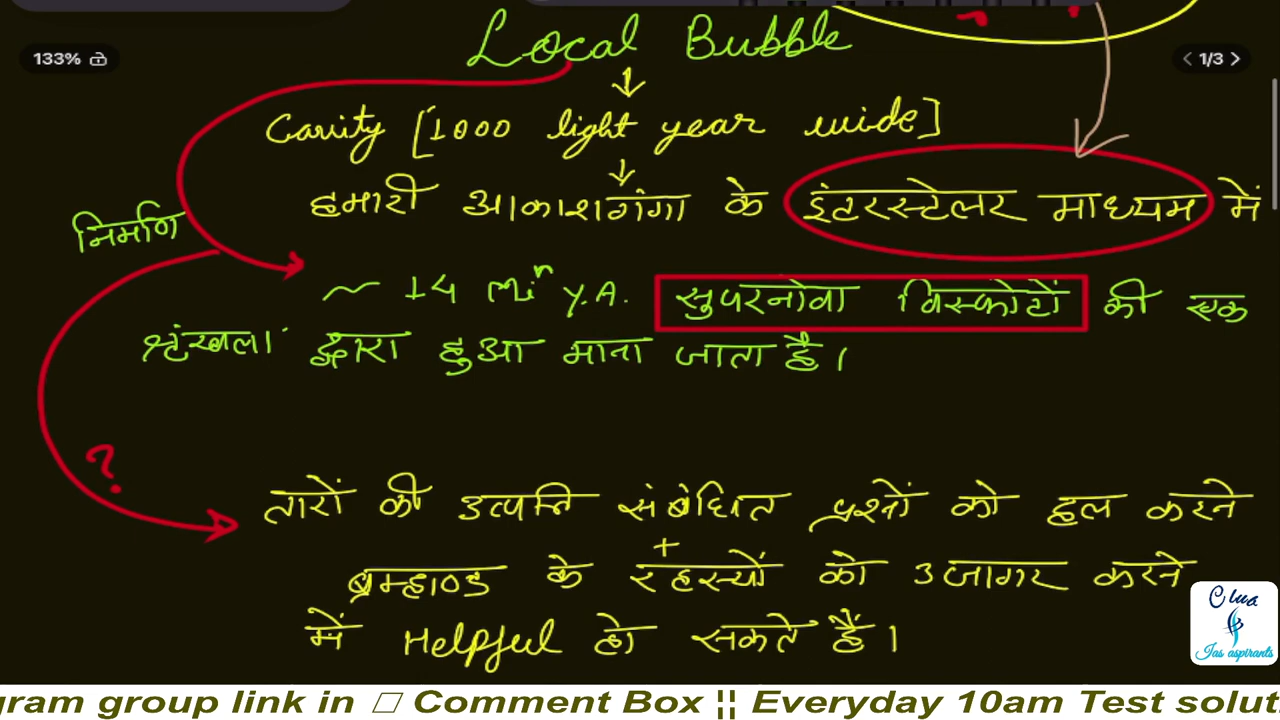 Local Bubble
133%
1/3
↓
Cavity [1000 light year wide]
↓
हमारी आकाशगंगा के इंटरस्टेलर माध्यम में
निर्माण
~ 14 Miⁿ Y.A. सुपरनोवा विस्फोटों की एक
श्रृंखला द्वारा हुआ माना जाता है।
?
तारों की उत्पत्ति संबंधित प्रश्नों को हल करने
+
ब्रम्हाण्ड के रहस्यों को उजागर करने
में Helpful हो सकते हैं।
Clue
Ias aspirants
gram group link in □ Comment Box ¦¦ Everyday 10am Test solut